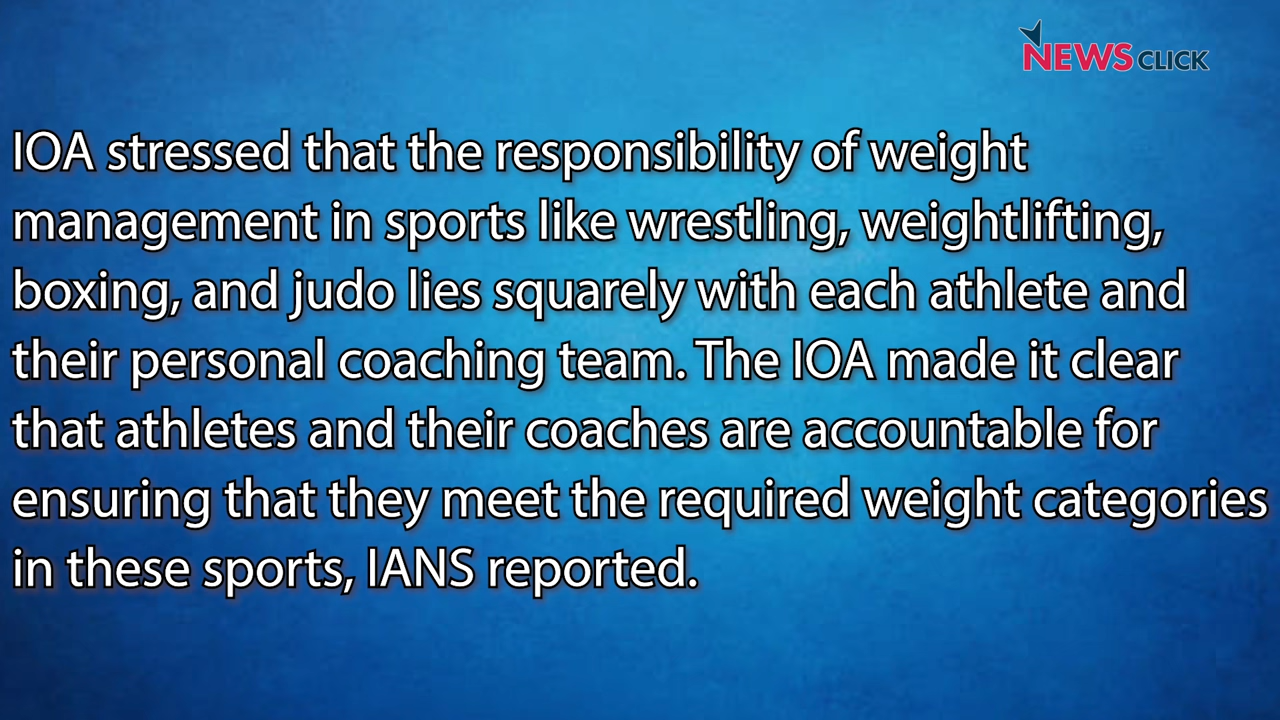 NEWS CLICK
IOA stressed that the responsibility of weight
management in sports like wrestling, weightlifting,
boxing, and judo lies squarely with each athlete and
their personal coaching team. The IOA made it clear
that athletes and their coaches are accountable for
ensuring that they meet the required weight categories
in these sports, IANS reported.